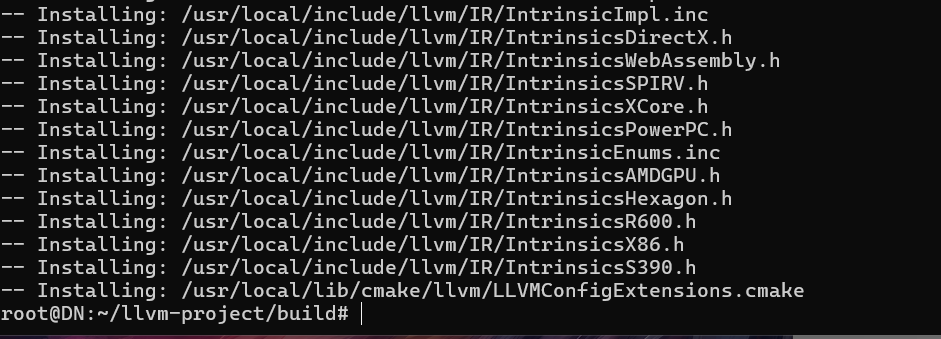 -- Installing: /usr/local/include/llvm/IR/IntrinsicImpl.inc
-- Installing: /usr/local/include/llvm/IR/IntrinsicsDirectX.h
-- Installing: /usr/local/include/llvm/IR/IntrinsicsWebAssembly.h
-- Installing: /usr/local/include/llvm/IR/IntrinsicsSPIRV.h
-- Installing: /usr/local/include/llvm/IR/IntrinsicsXCore.h
-- Installing: /usr/local/include/llvm/IR/IntrinsicsPowerPC.h
-- Installing: /usr/local/include/llvm/IR/IntrinsicEnums.inc
-- Installing: /usr/local/include/llvm/IR/IntrinsicsAMDGPU.h
-- Installing: /usr/local/include/llvm/IR/IntrinsicsHexagon.h
-- Installing: /usr/local/include/llvm/IR/IntrinsicsR600.h
-- Installing: /usr/local/include/llvm/IR/IntrinsicsX86.h
-- Installing: /usr/local/include/llvm/IR/IntrinsicsS390.h
-- Installing: /usr/local/lib/cmake/llvm/LLVMConfigExtensions.cmake
root@DN:~/llvm-project/build#